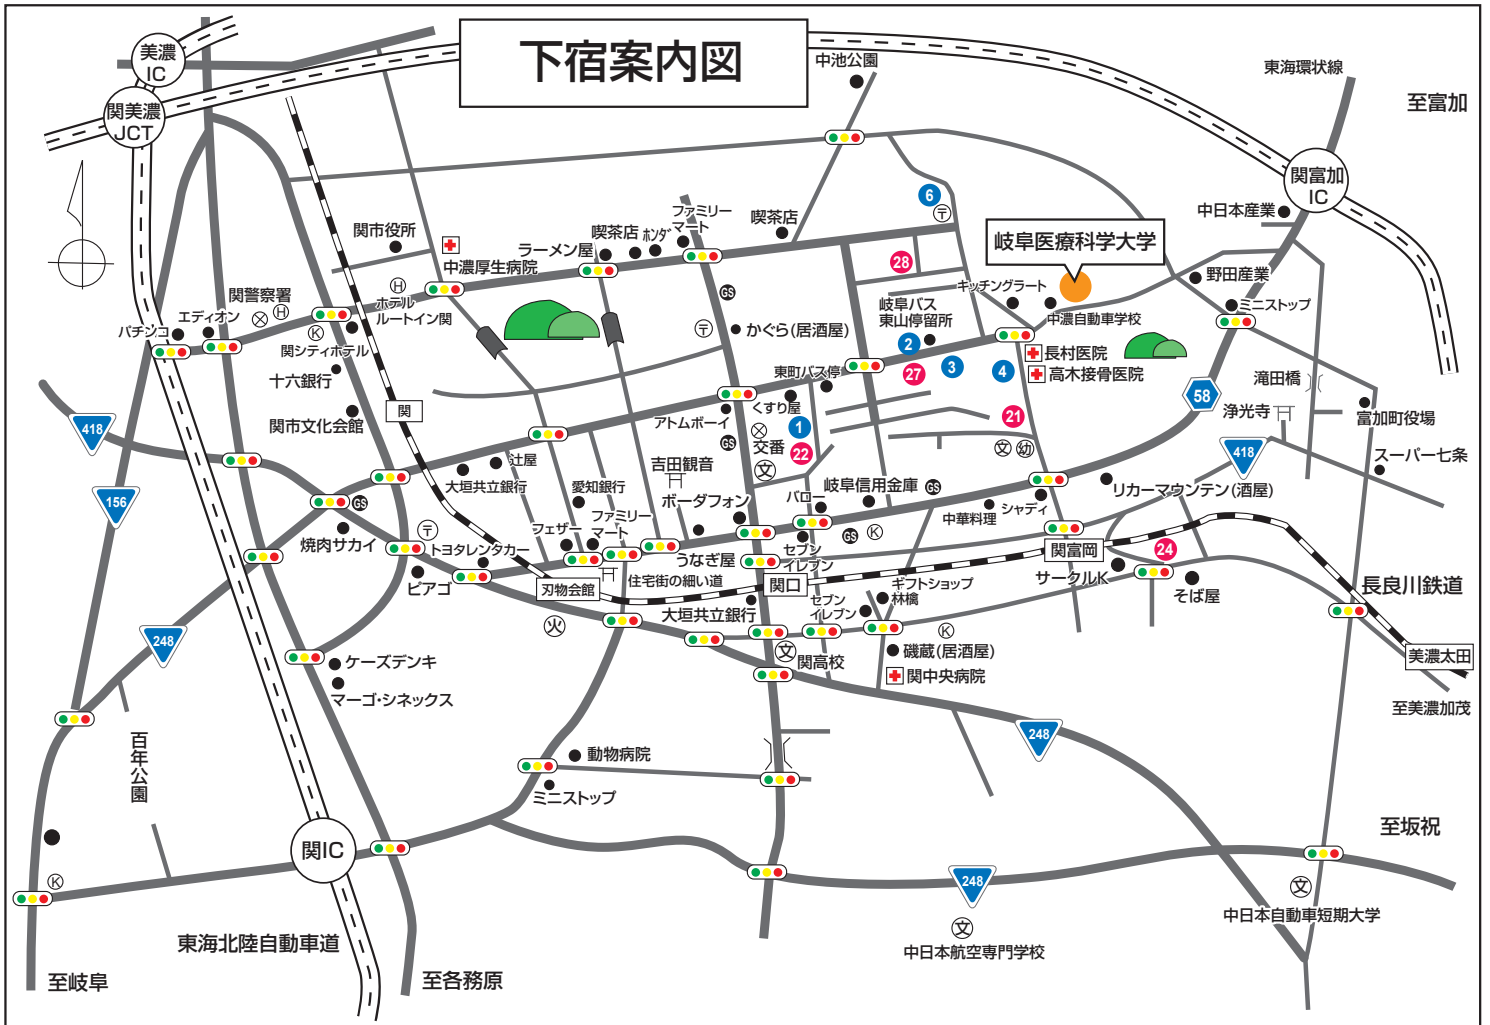 下宿案内図
美濃
IC
関美濃
JCT
中池公園
東海環状線
至富加
関富加
IC
中日本産業
6
〒
岐阜医療科学大学
ファミリー
マート
喫茶店
喫茶店
ホンダ
ラーメン屋
関市役所
中濃厚生病院
28
キッチングラート
中濃自動車学校
野田産業
ミニストップ
関警察署
H
H
ホテル
ルートイン関
エディオン
パチンコ
K
関シティホテル
十六銀行
関市文化会館
GS
〒
かぐら(居酒屋)
岐阜バス
東山停留所
2
27
3
4
長村医院
高木接骨医院
東町バス停
くすり屋
アトムボーイ
GS
交番
1
22
文
21
文
幼
58
滝田橋
浄光寺
富加町役場
スーパー七条
418
418
156
関
辻屋
大垣共立銀行
吉田観音
愛知銀行
ボーダフォン
ファミリー
マート
フェザー
バロー
岐阜信用金庫
GS
GS
K
中華料理
シャディ
リカーマウンテン(酒屋)
GS
焼肉サカイ
〒
トヨタレンタカー
ピアゴ
刃物会館
住宅街の細い道
うなぎ屋
セブン
イレブン
関口
大垣共立銀行
セブン
イレブン
ギフトショップ
林檎
関富岡
サークルK
24
そば屋
長良川鉄道
火
文
関高校
K
磯蔵(居酒屋)
関中央病院
美濃太田
至美濃加茂
248
ケーズデンキ
マーゴ・シネックス
百年公園
動物病院
ミニストップ
248
関IC
K
至坂祝
248
文
中日本自動車短期大学
文
中日本航空専門学校
東海北陸自動車道
至岐阜
至各務原